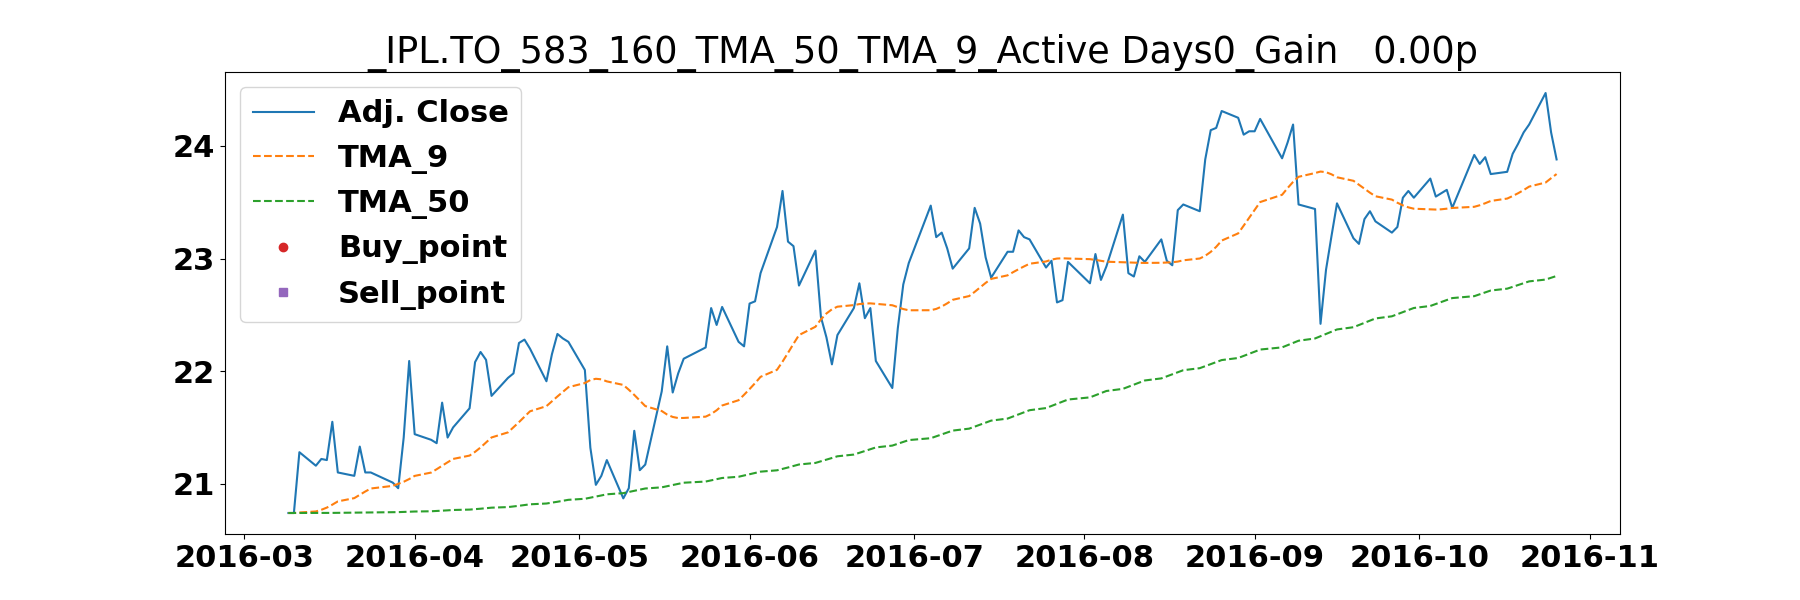 _IPL.TO_583_160_TMA_50_TMA_9_Active Days0_Gain   0.00p
Adj. Close
TMA_9
TMA_50
Buy_point
Sell_point
24
23
22
21
2016-03 2016-04 2016-05 2016-06 2016-07 2016-08 2016-09 2016-10 2016-11